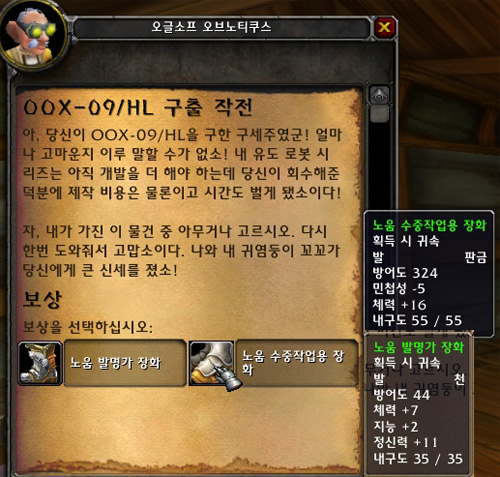 오글소프 오브노티쿠스
OOX-09/HL 구출 작전
아, 당신이 OOX-09/HL을 구한 구세주였군! 얼마
나 고마운지 이루 말할 수가 없소! 내 유도 로봇 시
리즈는 아직 개발을 더 해야 하는데 당신이 회수해준
덕분에 제작 비용은 물론이고 시간도 벌게 됐소이다!
자, 내가 가진 이 물건 중 아무거나 고르시오. 다시
한번 도와줘서 고맙소이다. 나와 내 귀염둥이 꼬꼬가
당신에게 큰 신세를 졌소!
보상
보상을 선택하십시오:
노움 발명가 장화
노움 수중작업용 장
화
노움 수중작업용 장화
획득 시 귀속
발 판금
방어도 324
민첩성 -5
체력 +16
내구도 55 / 55
노움 발명가 장화
획득 시 귀속
발 천
방어도 44
체력 +7
지능 +2
정신력 +11
내구도 35 / 35